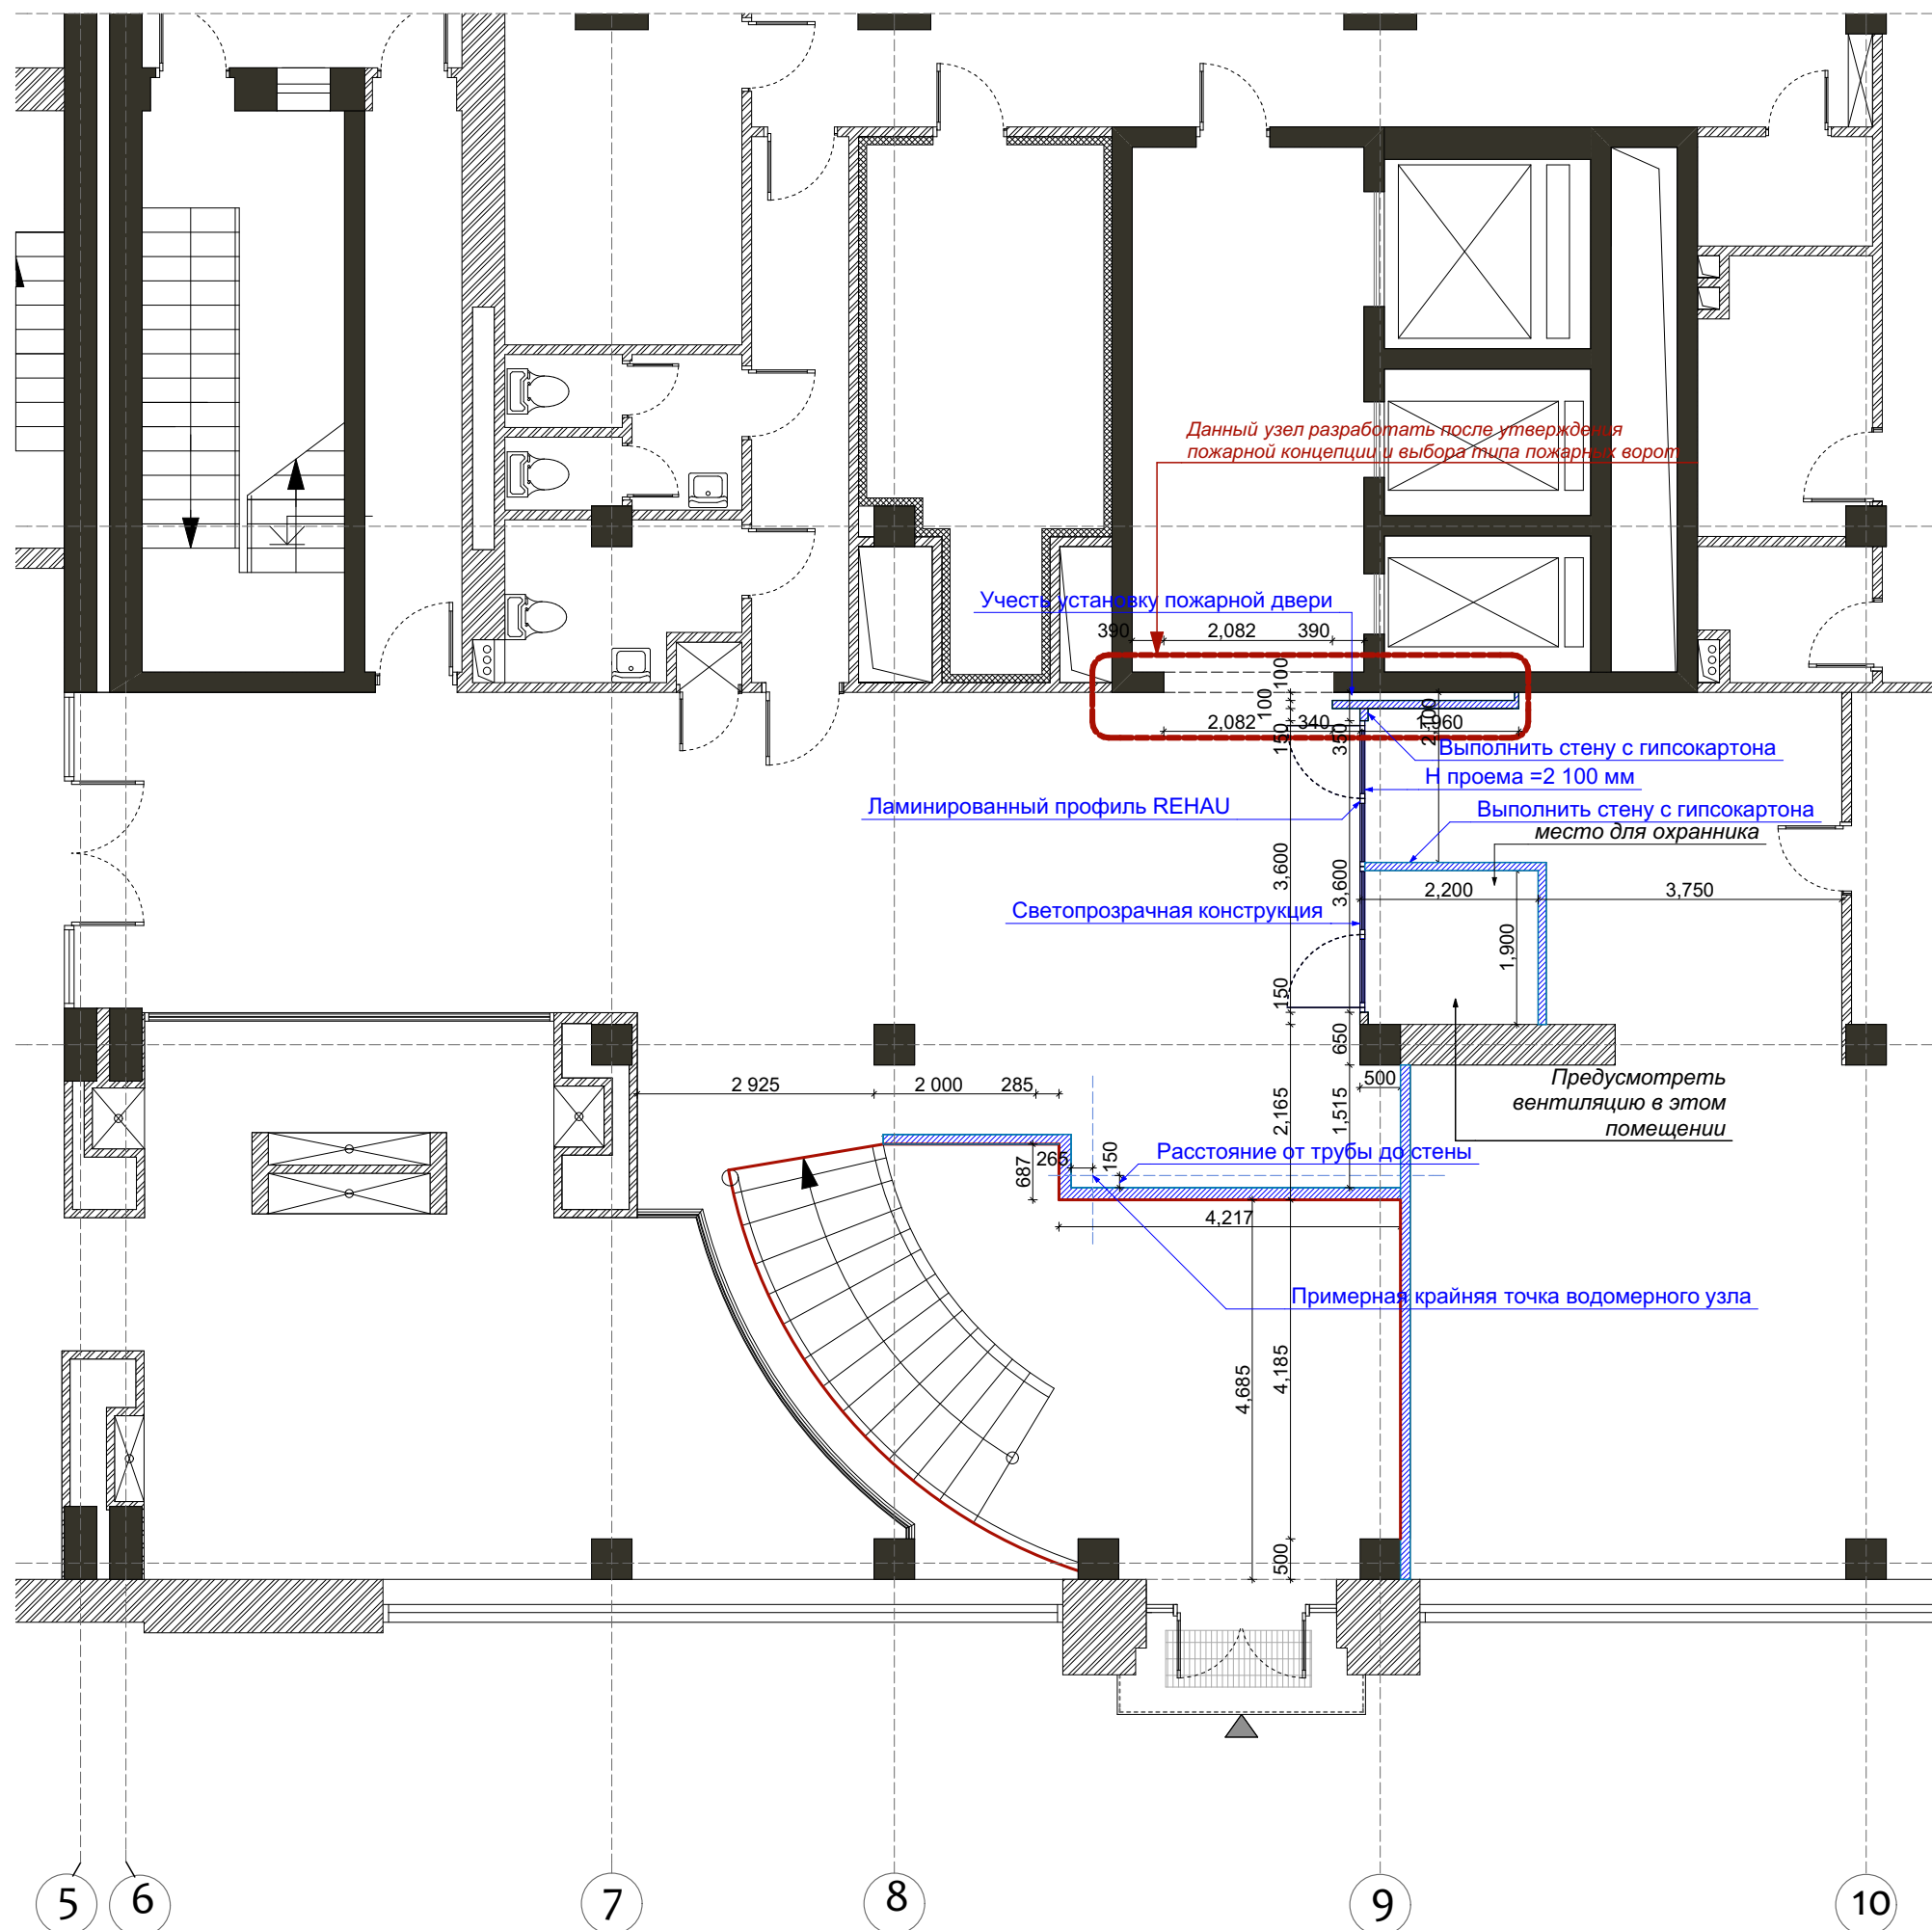 Данный узел разработать после утверждения
пожарной концепции и выбора типа пожарных ворот
Учесть установку пожарной двери
390
2,082
390
100
100
2,082
340
1,960
150
350
2,100
Выполнить стену с гипсокартона
Н проема =2 100 мм
Ламинированный профиль REHAU
Выполнить стену с гипсокартона
место для охранника
3,600
3,600
2,200
3,750
Светопрозрачная конструкция
1,900
150
650
2 925
2 000
285
500
Предусмотреть
вентиляцию в этом
помещении
2,165
1,515
687
265
150
Расстояние от трубы до стены
4,217
Примерная крайняя точка водомерного узла
4,685
4,185
500
5
6
7
8
9
10